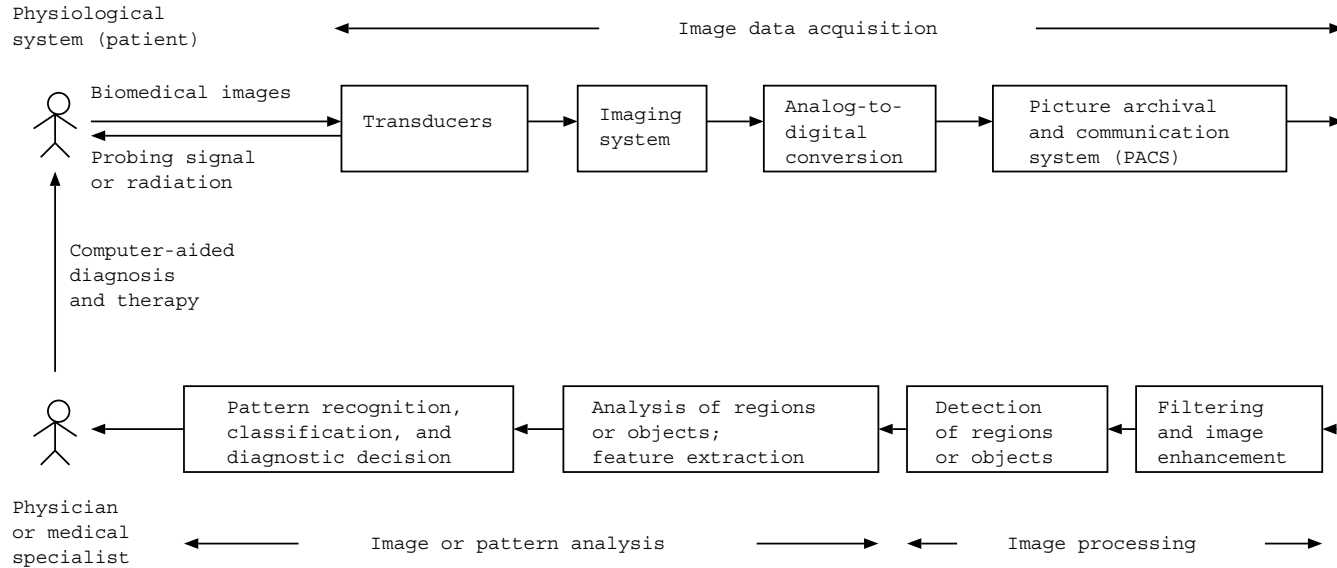 Physiological
system (patient)
Image data acquisition
Biomedical images
Probing signal
or radiation
Transducers
Imaging
system
Analog-to-
digital
conversion
Picture archival
and communication
system (PACS)
Computer-aided
diagnosis
and therapy
Pattern recognition,
classification, and
diagnostic decision
Analysis of regions
or objects;
feature extraction
Detection
of regions
or objects
Filtering
and image
enhancement
Physician
or medical
specialist
Image or pattern analysis
Image processing